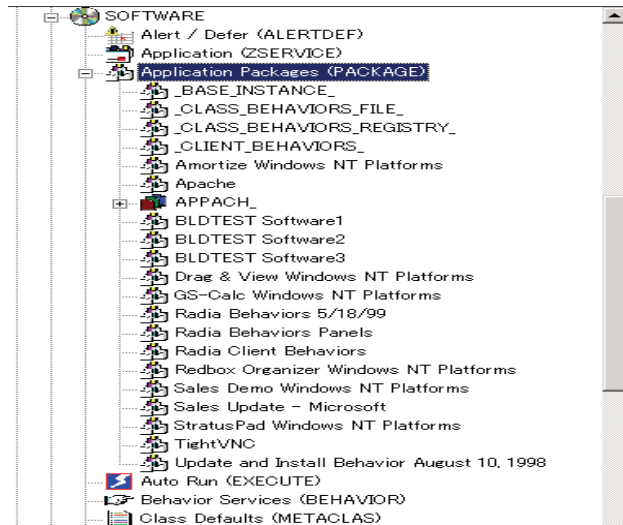 SOFTWARE
Alert / Defer (ALERTDEF)
Application (ZSERVICE)
Application Packages (PACKAGE)
_BASE_INSTANCE_
_CLASS_BEHAVIORS_FILE_
_CLASS_BEHAVIORS_REGISTRY_
_CLIENT_BEHAVIORS_
Amortize Windows NT Platforms
Apache
APPACH_
BLDTEST Software1
BLDTEST Software2
BLDTEST Software3
Drag & View Windows NT Platforms
GS-Calc Windows NT Platforms
Radia Behaviors 5/18/99
Radia Behaviors Panels
Radia Client Behaviors
Redbox Organizer Windows NT Platforms
Sales Demo Windows NT Platforms
Sales Update - Microsoft
StratusPad Windows NT Platforms
TightVNC
Update and Install Behavior August 10, 1998
Auto Run (EXECUTE)
Behavior Services (BEHAVIOR)
Class Defaults (METACLAS)